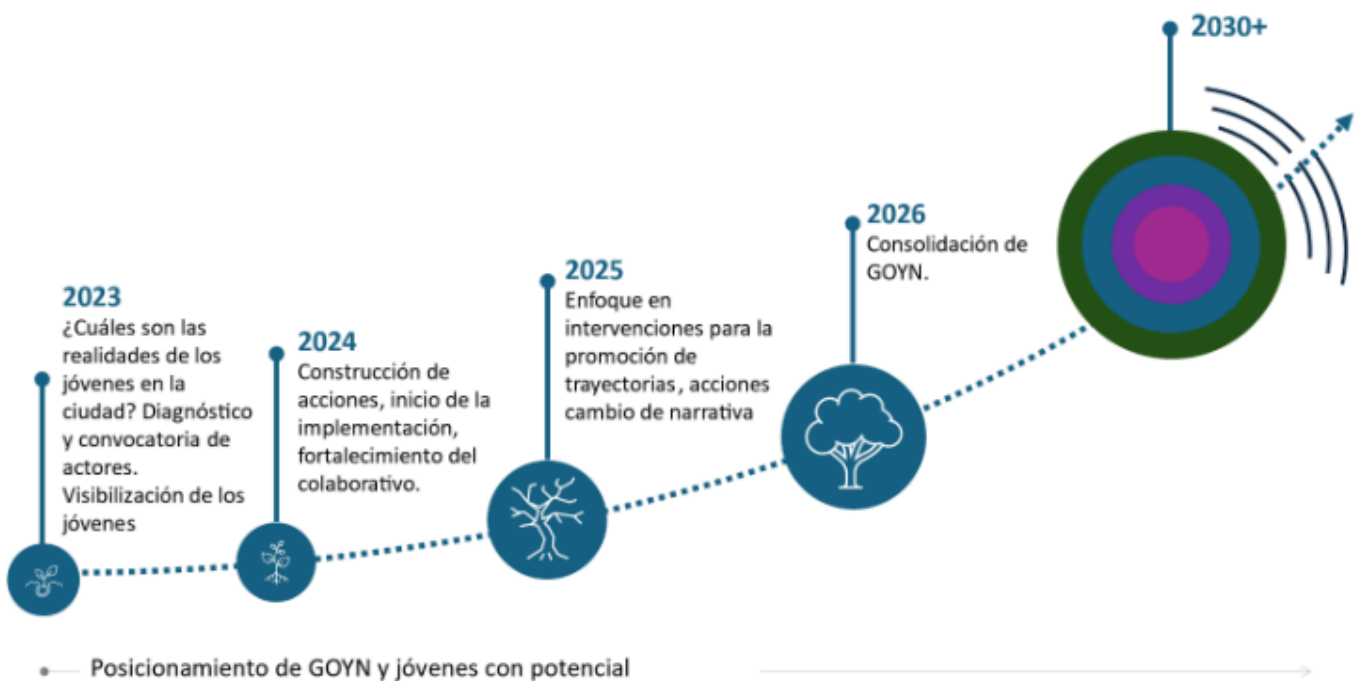 2023
¿Cuáles son las
realidades de los
jóvenes en la
ciudad? Diagnóstico
y convocatoria de
actores.
Visibilización de los
jóvenes
2024
Construcción de
acciones, inicio de la
implementación,
fortalecimiento del
colaborativo.
2025
Enfoque en
intervenciones para la
promoción de
trayectorias, acciones
cambio de narrativa
2026
Consolidación de
GOYN.
2030+
Posicionamiento de GOYN y jóvenes con potencial